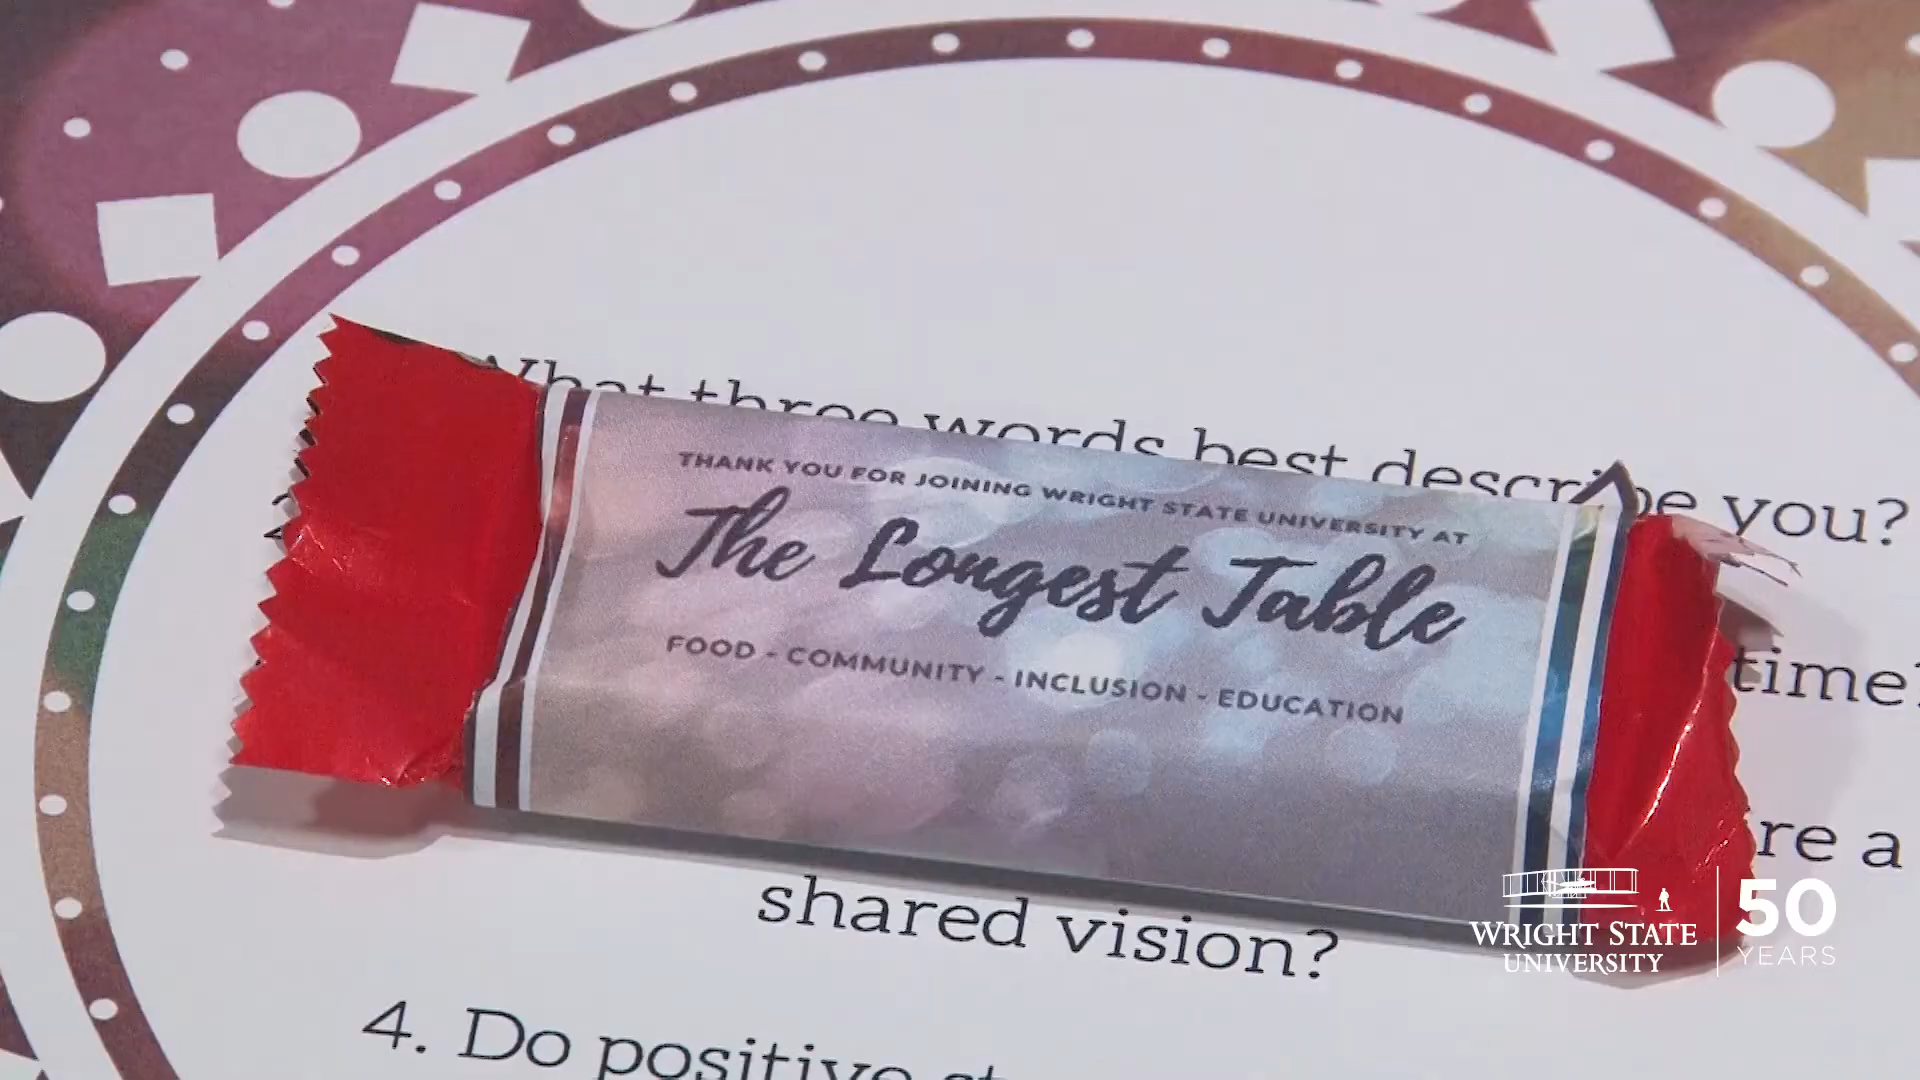 What three words best describe you?
THANK YOU FOR JOINING WRIGHT STATE UNIVERSITY AT
The Longest Table
FOOD - COMMUNITY - INCLUSION - EDUCATION
time?
re a
shared vision?
4. Do positive
WRIGHT STATE
UNIVERSITY
50
YEARS